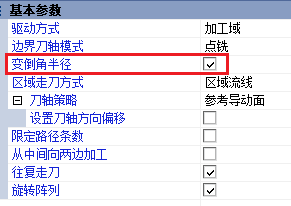 基本参数
驱动方式 加工域
边界刀轴模式 点铣
变倒角半径
区域走刀方式 区域流线
刀轴策略 参考导动面
设置刀轴方向偏移
限定路径条数
从中间向两边加工
往复走刀
旋转阵列